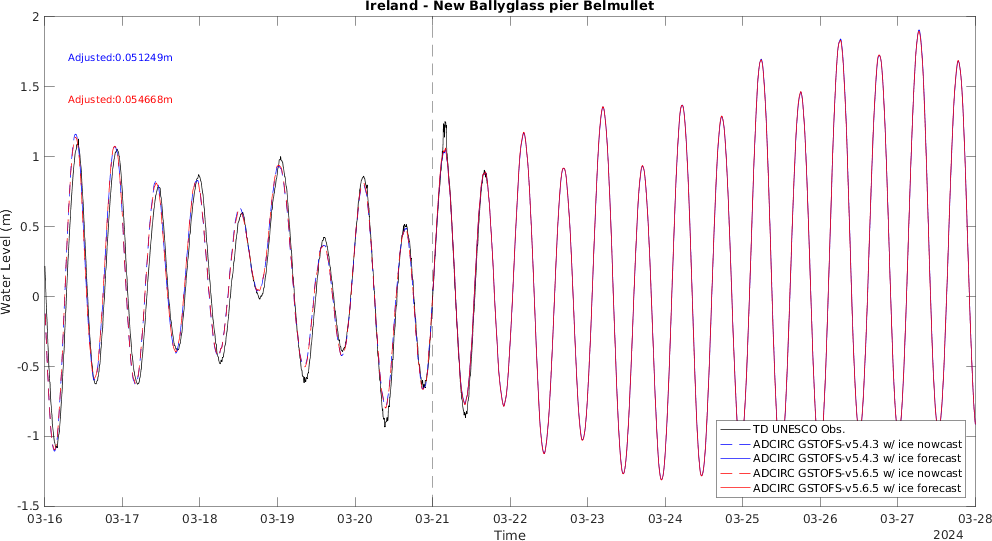 Ireland - New Ballyglass pier Belmullet
Adjusted:0.051249m
Adjusted:0.054668m
Water Level (m)
2
1.5
1
0.5
0
-0.5
-1
-1.5
03-16 03-17 03-18 03-19 03-20 03-21 03-22 03-23 03-24 03-25 03-26 03-27 03-28
Time
2024
TD UNESCO Obs.
ADCIRC GSTOFS-v5.4.3 w/ ice nowcast
ADCIRC GSTOFS-v5.4.3 w/ ice forecast
ADCIRC GSTOFS-v5.6.5 w/ ice nowcast
ADCIRC GSTOFS-v5.6.5 w/ ice forecast